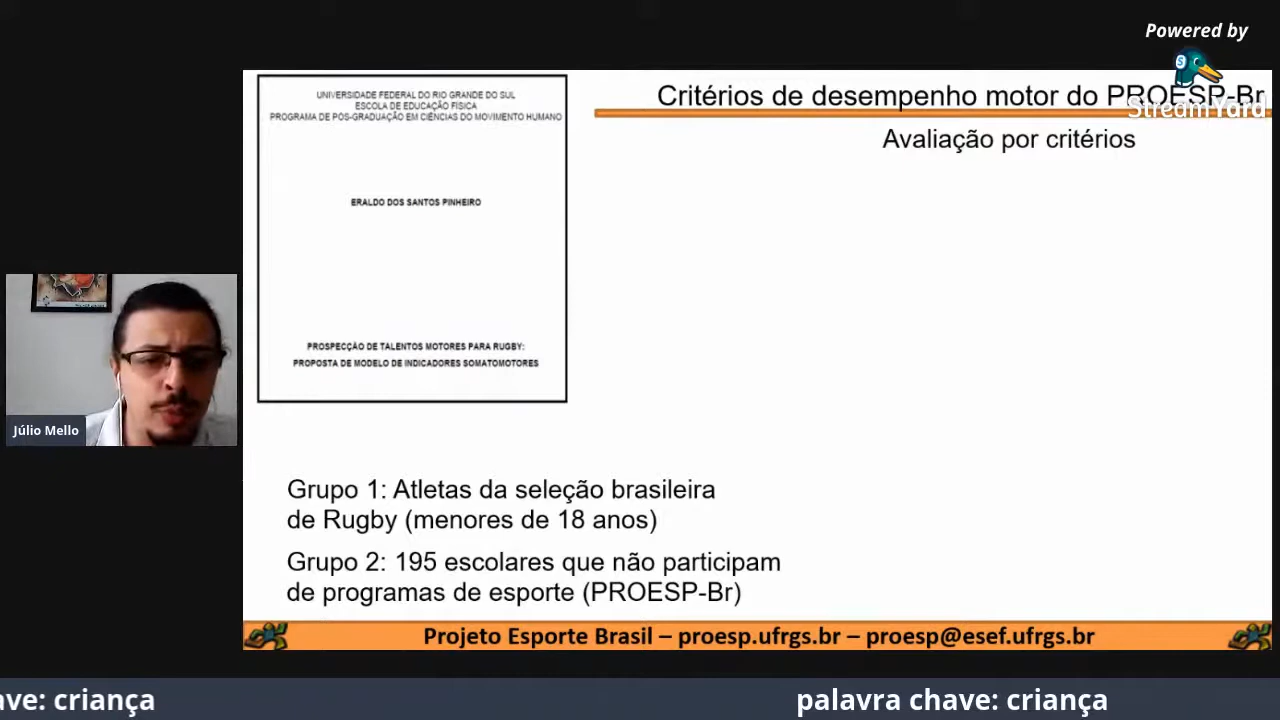 Powered by
StreamYard
UNIVERSIDADE FEDERAL DO RIO GRANDE DO SUL
ESCOLA DE EDUCAÇÃO FÍSICA
PROGRAMA DE PÓS-GRADUAÇÃO EM CIÊNCIAS DO MOVIMENTO HUMANO
ERALDO DOS SANTOS PINHEIRO
PROSPECÇÃO DE TALENTOS MOTORES PARA RUGBY:
PROPOSTA DE MODELO DE INDICADORES SOMATOMOTORES
Critérios de desempenho motor do PROESP-Br
Avaliação por critérios
Júlio Mello
Grupo 1: Atletas da seleção brasileira
de Rugby (menores de 18 anos)
Grupo 2: 195 escolares que não participam
de programas de esporte (PROESP-Br)
Projeto Esporte Brasil – proesp.ufrgs.br – proesp@esef.ufrgs.br
ave: criança
palavra chave: criança